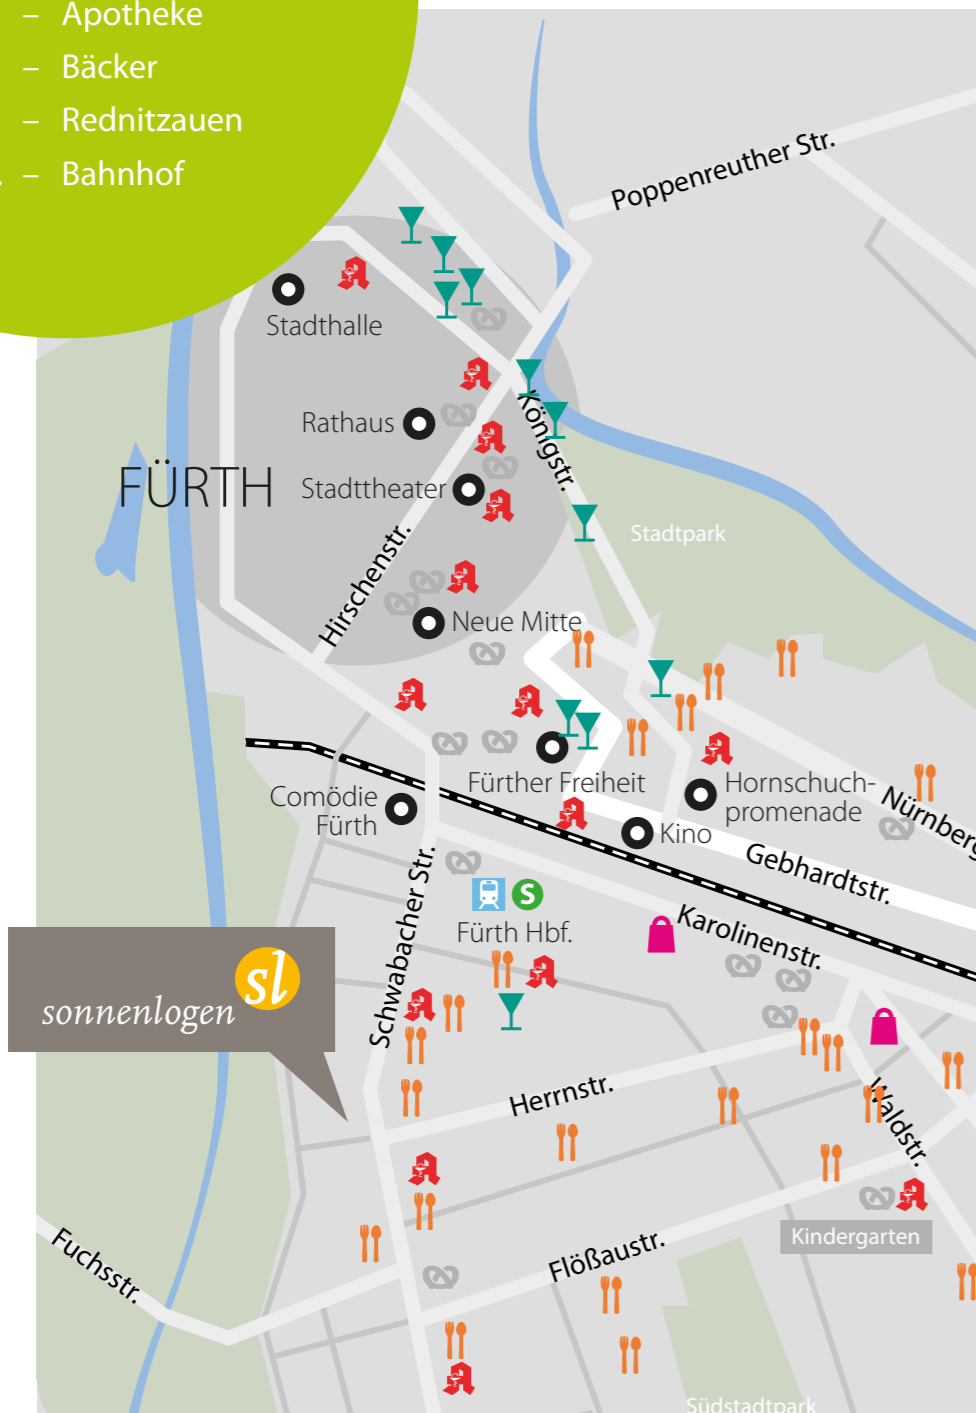 – Apotheke
– Bäcker
– Rednitzauen
. – Bahnhof
Poppenreuther Str.
Stadthalle
Rathaus
Königstr.
FÜRTH
Stadttheater
Stadtpark
Hirschenstr.
Neue Mitte
Fürther Freiheit
Hornschuch-
promenade
Comödie
Fürth
Kino
Nürnberg
Gebhardtstr.
Schwabacher Str.
S
Fürth Hbf.
Karolinenstr.
sonnenlogen
sl
Herrnstr.
Waldstr.
Kindergarten
Fuchsstr.
Flößaustr.
Südstadtpark